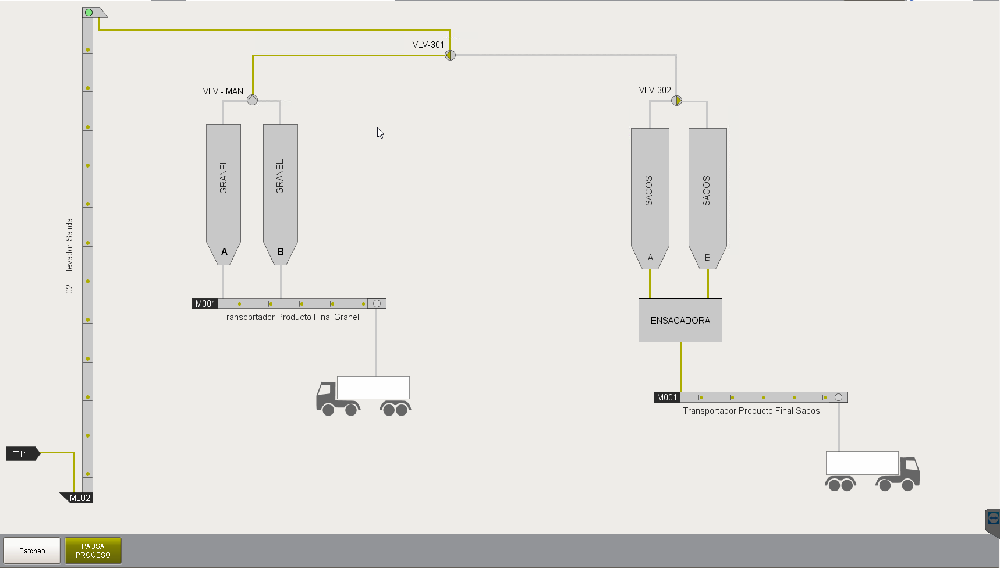 VLV-301
VLV - MAN
VLV-302
GRANEL
GRANEL
SACOS
SACOS
E02 - Elevador Salida
A
B
A
B
M001
Transportador Producto Final Granel
ENSACADORA
M001
Transportador Producto Final Sacos
T11
M302
Batcheo
PAUSA
PROCESO